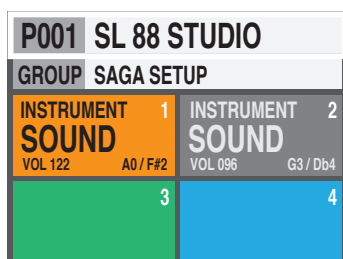 P001 SL 88 STUDIO
GROUP SAGA SETUP
INSTRUMENT 1 INSTRUMENT 2
SOUND SOUND
VOL 122 A0 / F#2 VOL 096 G3 / Db4
3 4